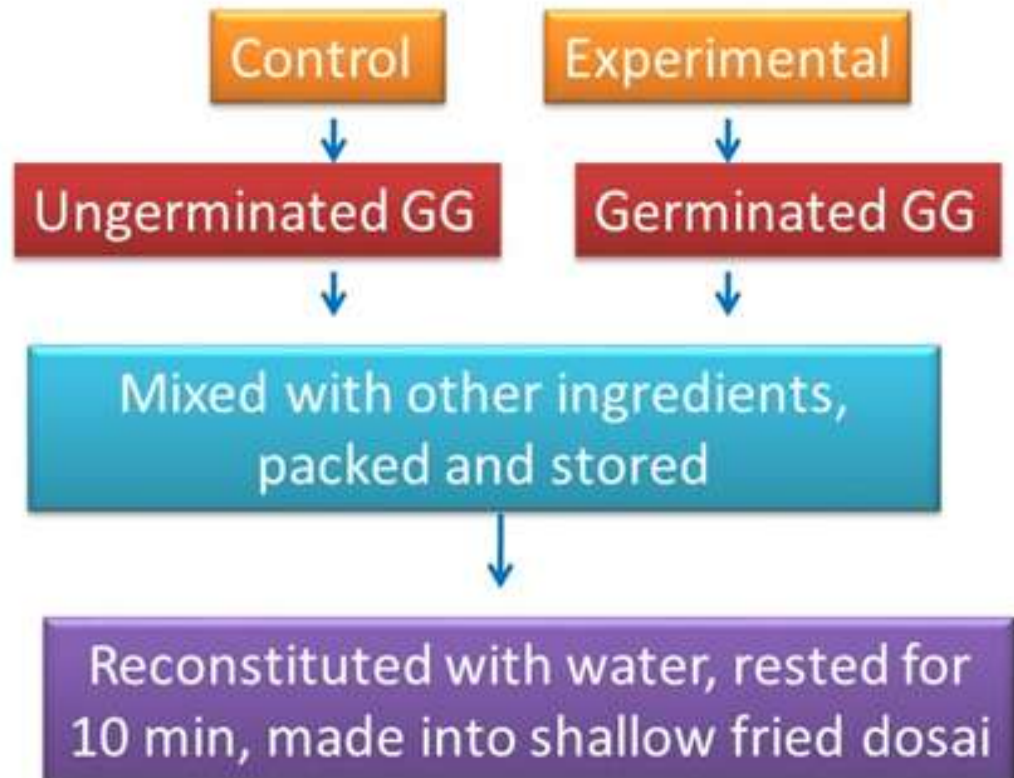 Control
Experimental
Ungerminated GG
Germinated GG
Mixed with other ingredients,
packed and stored
Reconstituted with water, rested for
10 min, made into shallow fried dosai